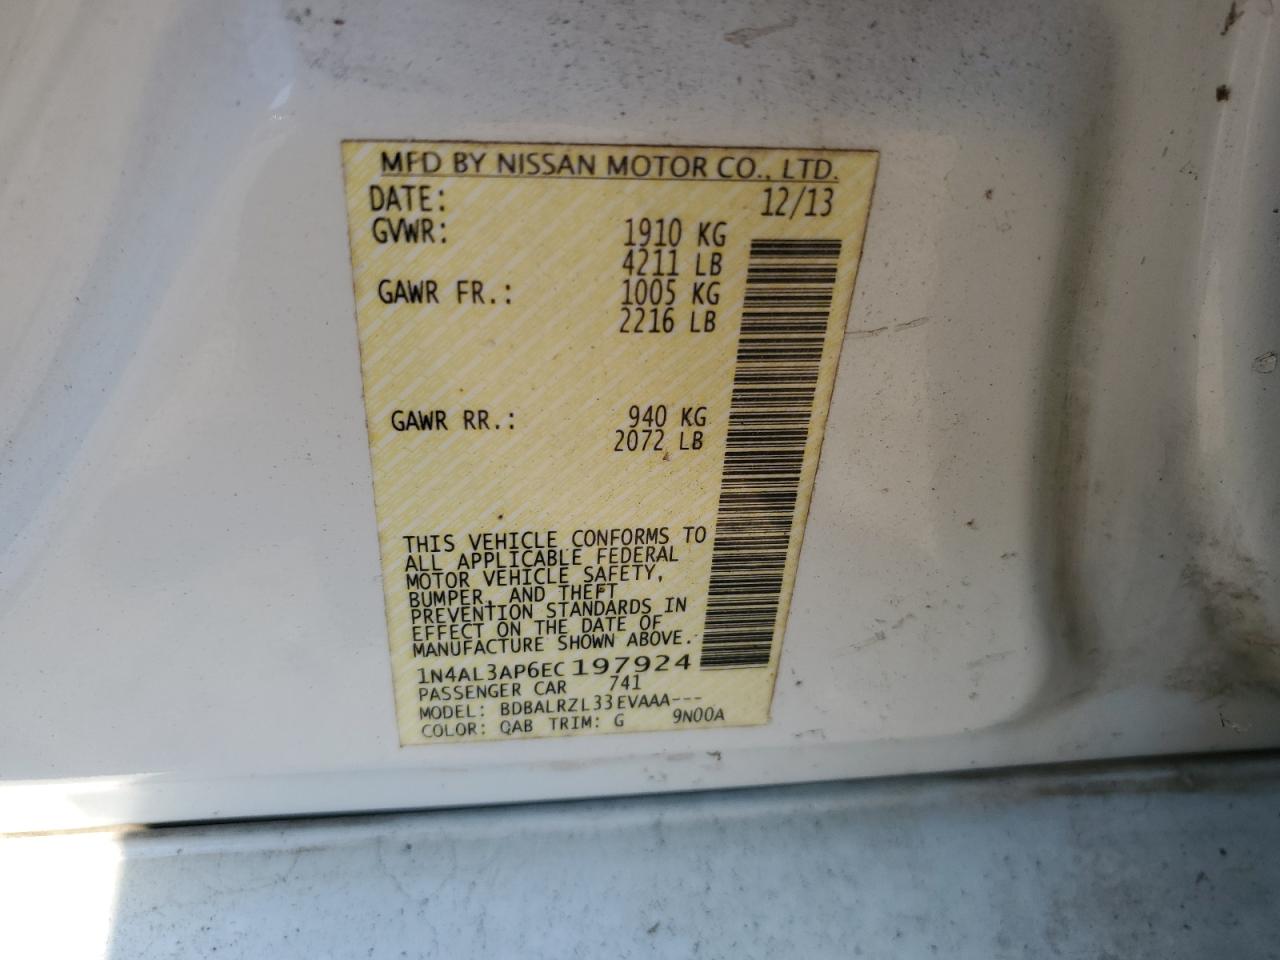 MFD BY NISSAN MOTOR CO., LTD.
DATE: 12/13
GVWR: 1910 KG
4211 LB
GAWR FR.: 1005 KG
2216 LB
GAWR RR.: 940 KG
2072 LB
THIS VEHICLE CONFORMS TO
ALL APPLICABLE FEDERAL
MOTOR VEHICLE SAFETY,
BUMPER, AND THEFT
PREVENTION STANDARDS IN
EFFECT ON THE DATE OF
MANUFACTURE SHOWN ABOVE.
1N4AL3AP6EC197924
PASSENGER CAR 741
MODEL: BDBALRZL33EVAAA---
COLOR: QAB TRIM: G 9N00A